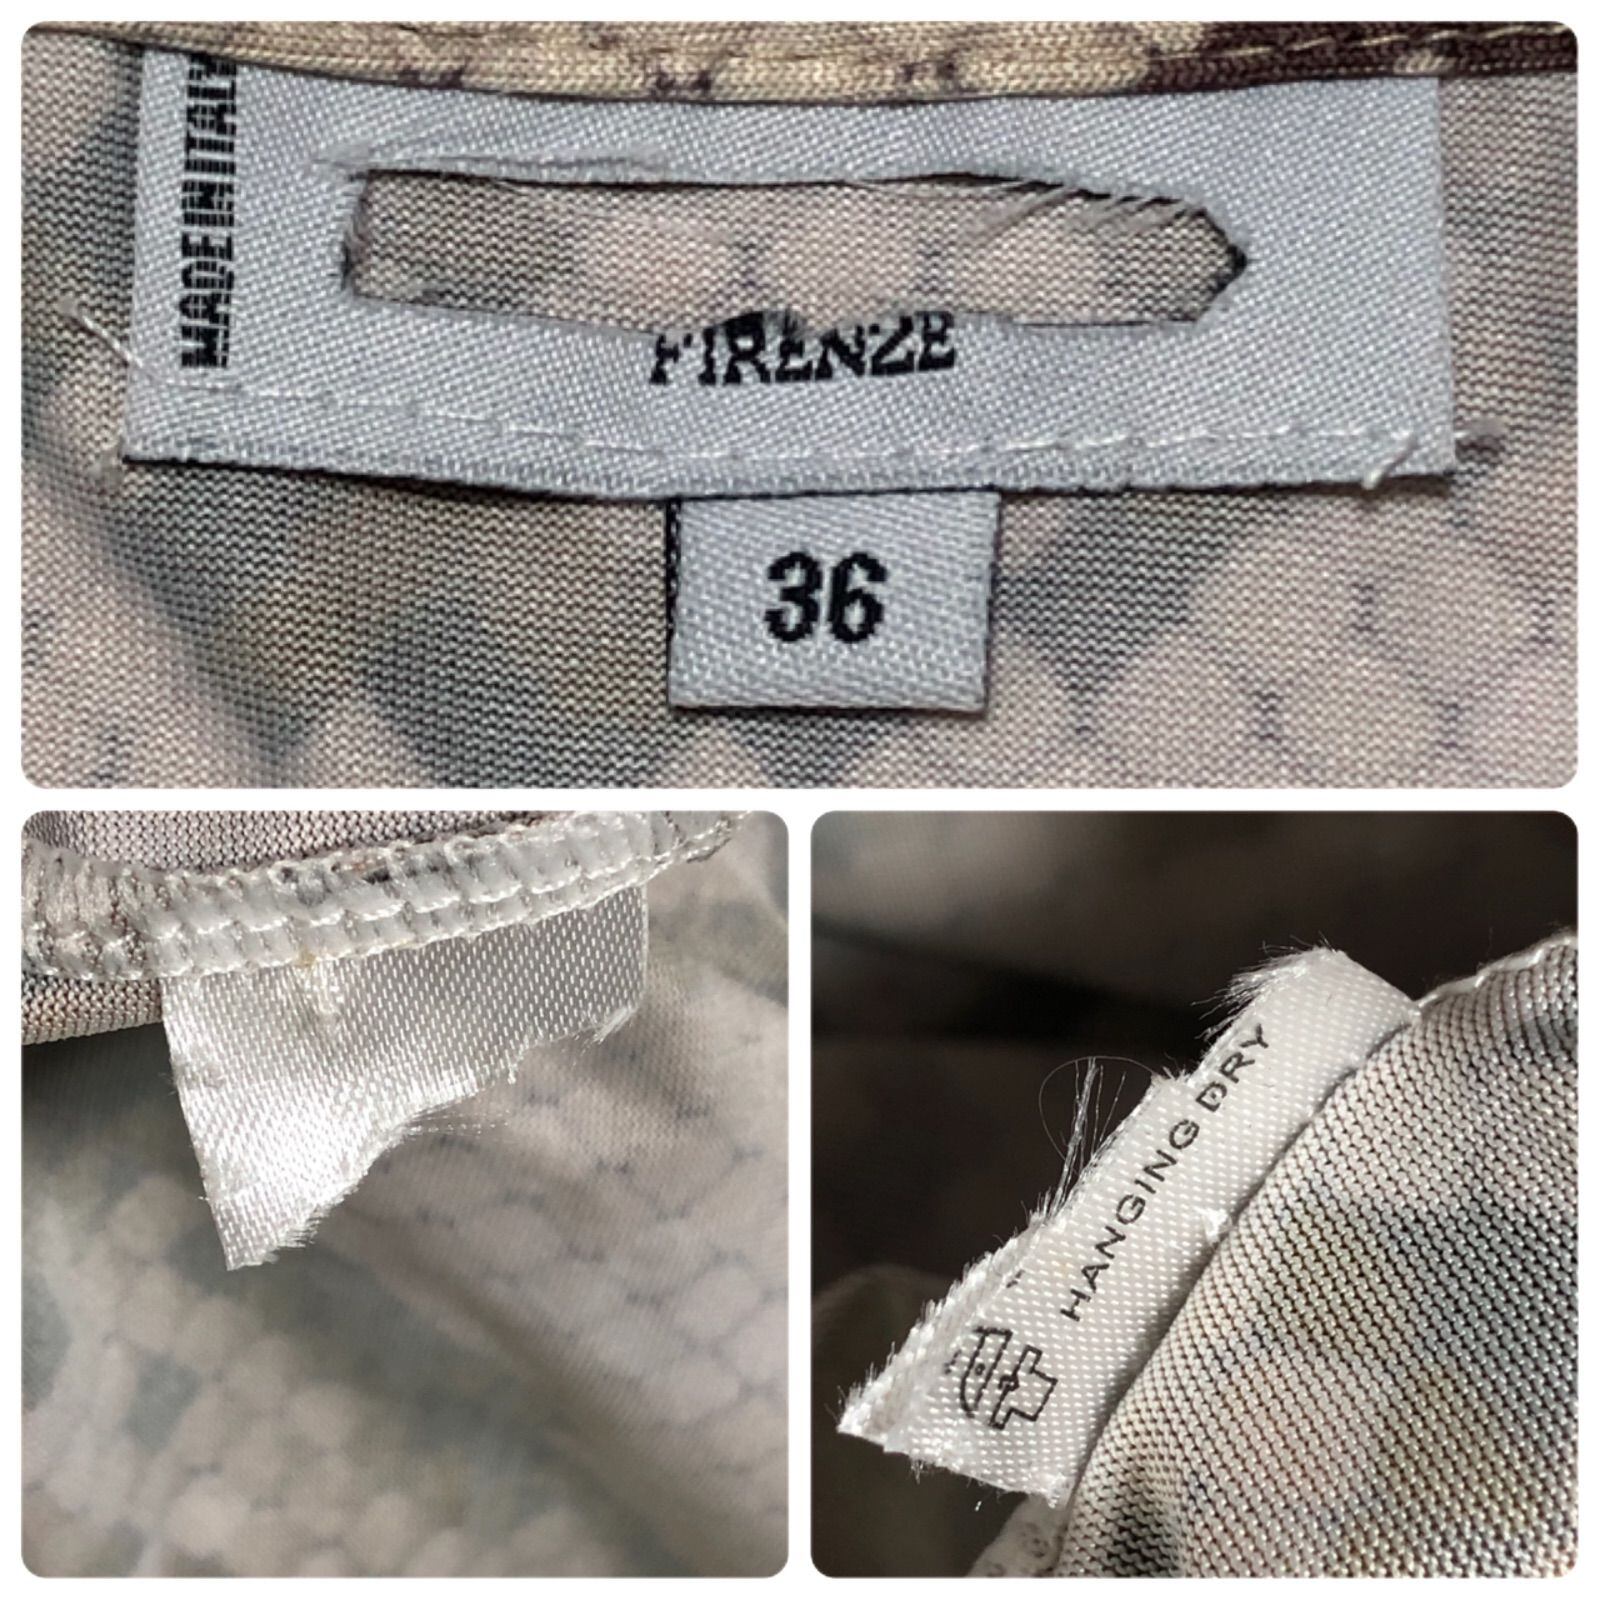 MADE IN ITALY
FIRENZE
36
HANGING DRY